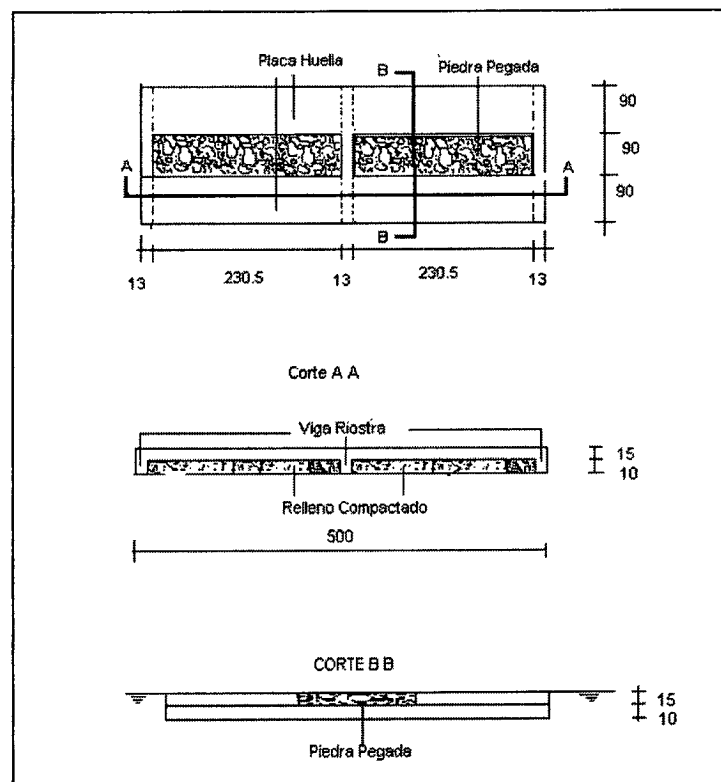 Placa Huella
B
Piedra Pegada
90
90
90
A
A
B
13
230.5
13
230.5
13
Corte A A
Viga Riostra
15
10
Relleno Compactado
500
CORTE B B
15
10
Piedra Pegada